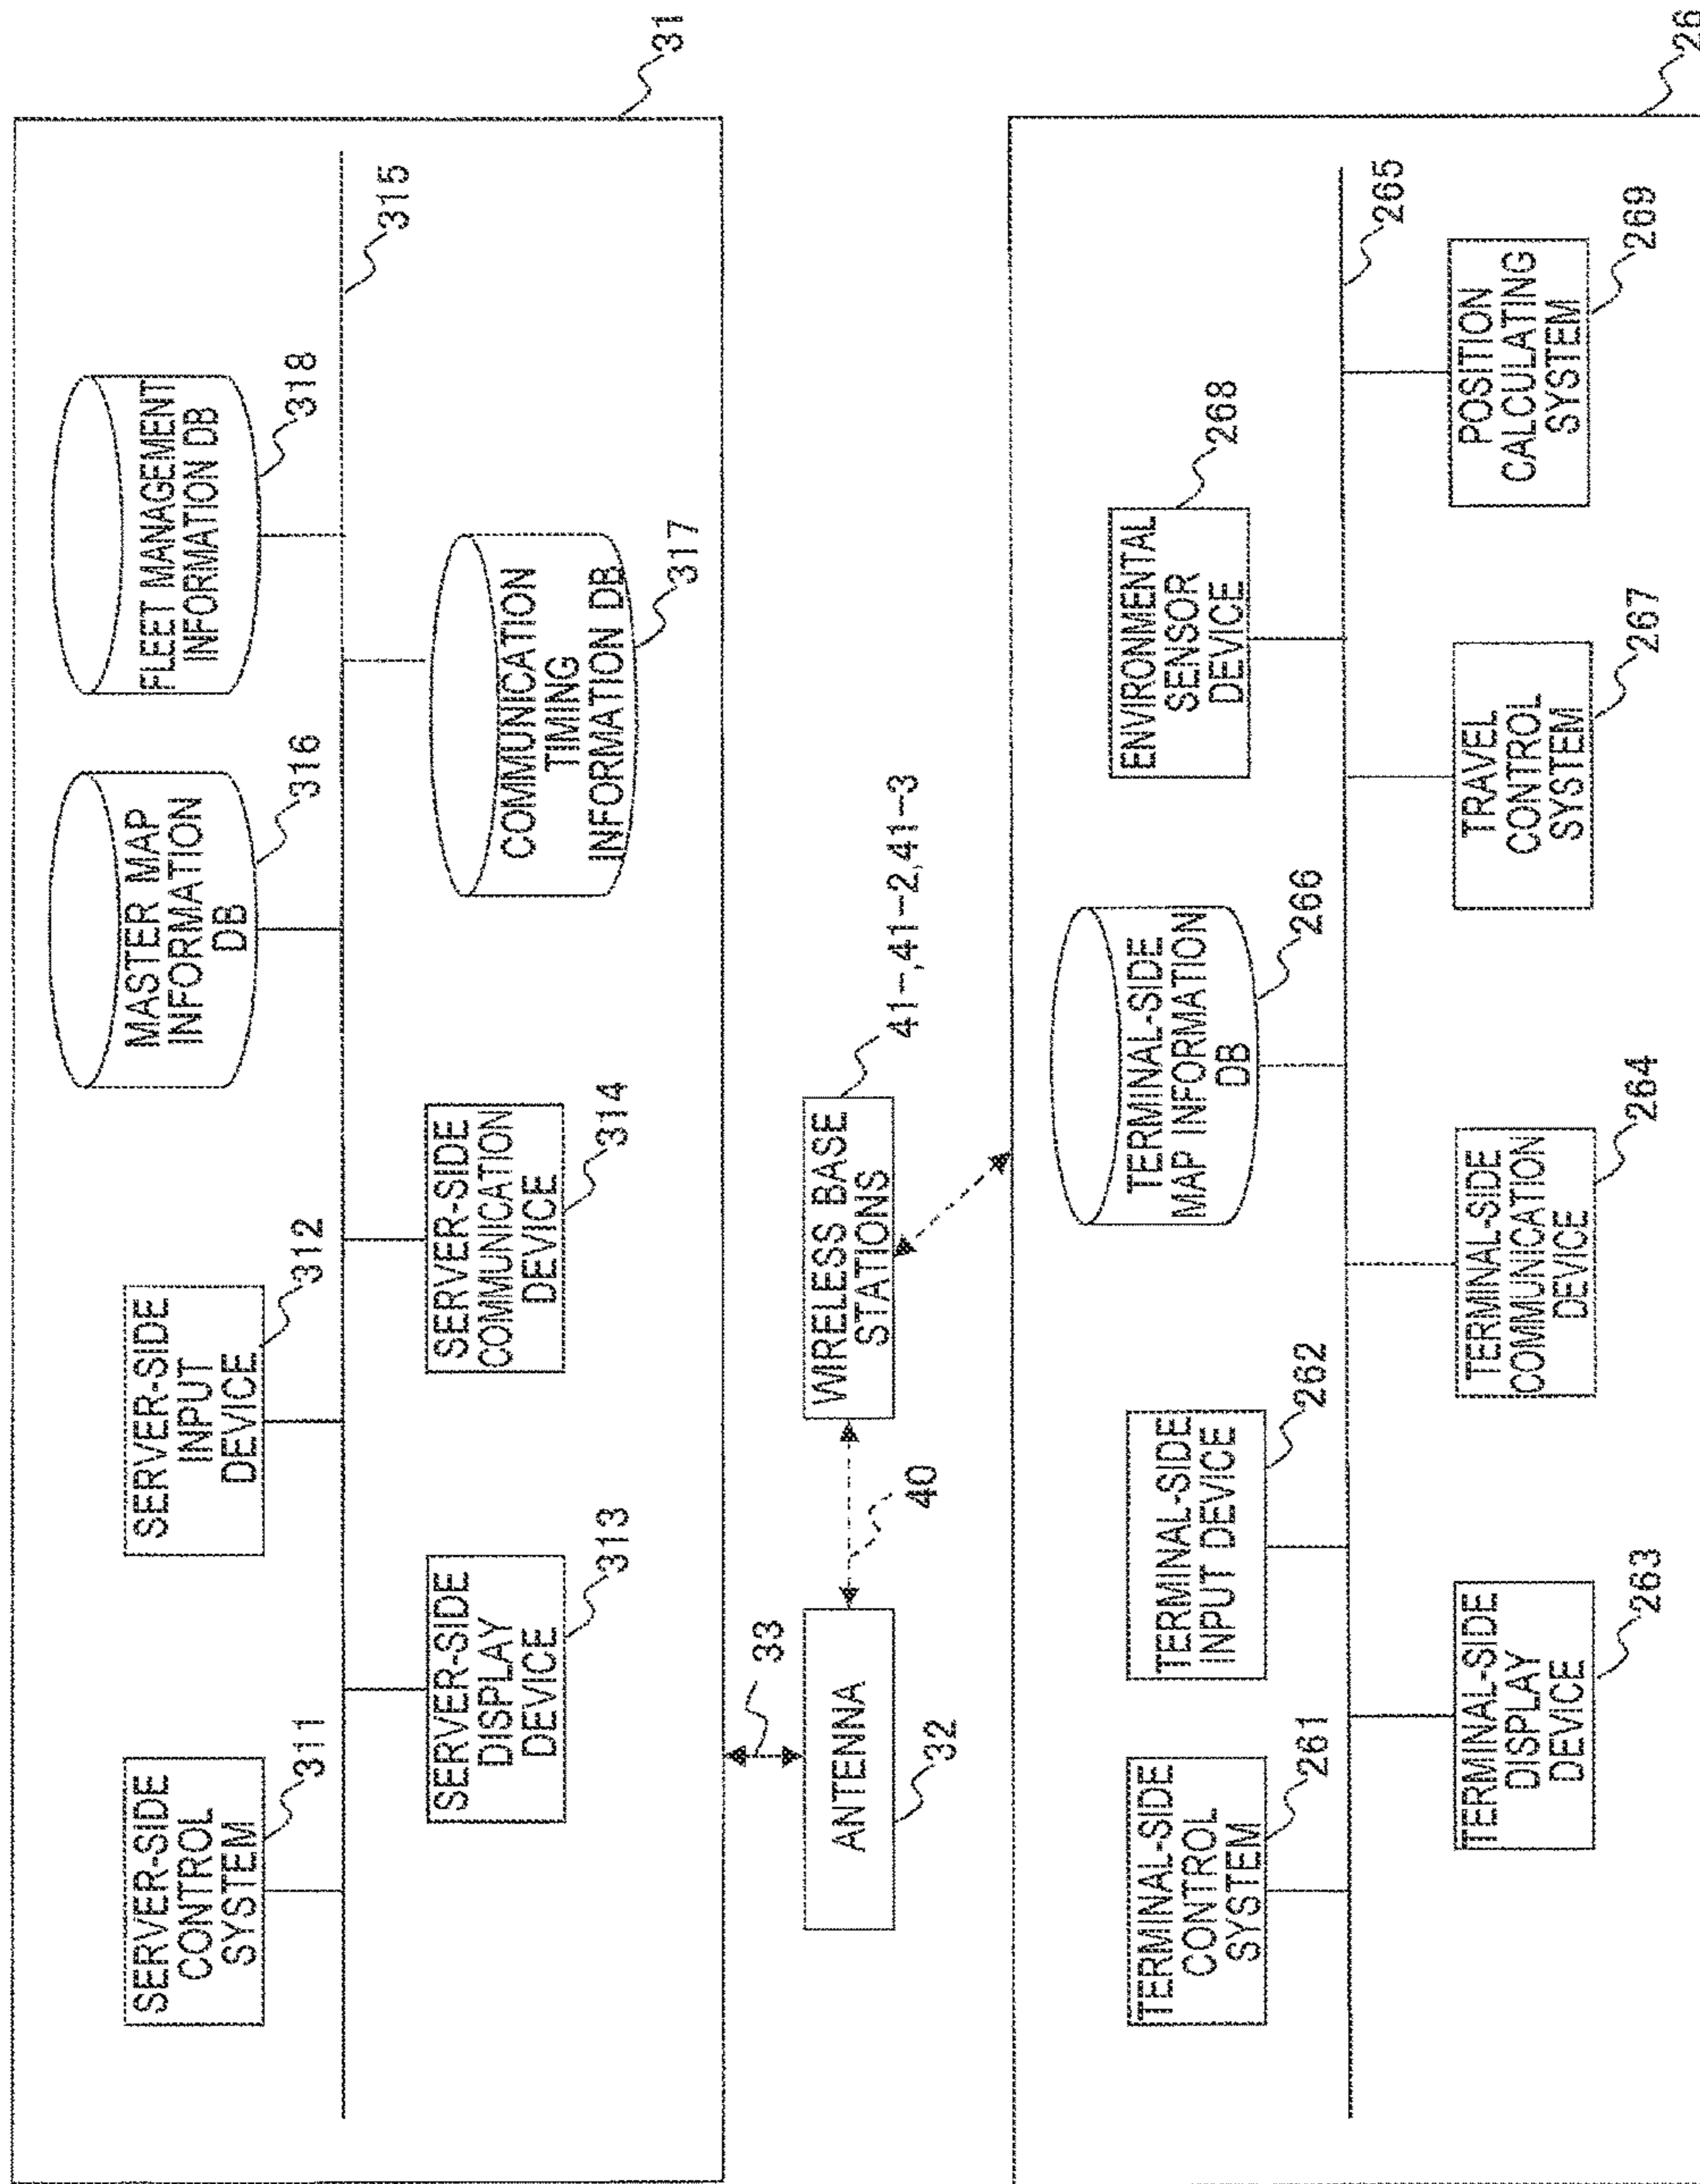 31
SERVER-SIDE
CONTROL
SYSTEM
311
SERVER-SIDE
INPUT
DEVICE
312
MASTER MAP
INFORMATION
DB
316
FLEET MANAGEMENT
INFORMATION DB
318
315
SERVER-SIDE
DISPLAY
DEVICE
313
SERVER-SIDE
COMMUNICATION
DEVICE
314
COMMUNICATION
TIMING
INFORMATION DB
317
33
ANTENNA
32
40
WIRELESS BASE
STATIONS
41-,41-2,41-3
26
TERMINAL-SIDE
CONTROL
SYSTEM
261
TERMINAL-SIDE
INPUT DEVICE
262
TERMINAL-SIDE
MAP INFORMATION
DB
266
ENVIRONMENTAL
SENSOR
DEVICE
268
265
TERMINAL-SIDE
DISPLAY
DEVICE
263
TERMINAL-SIDE
COMMUNICATION
DEVICE
264
TRAVEL
CONTROL
SYSTEM
267
POSITION
CALCULATING
SYSTEM
269